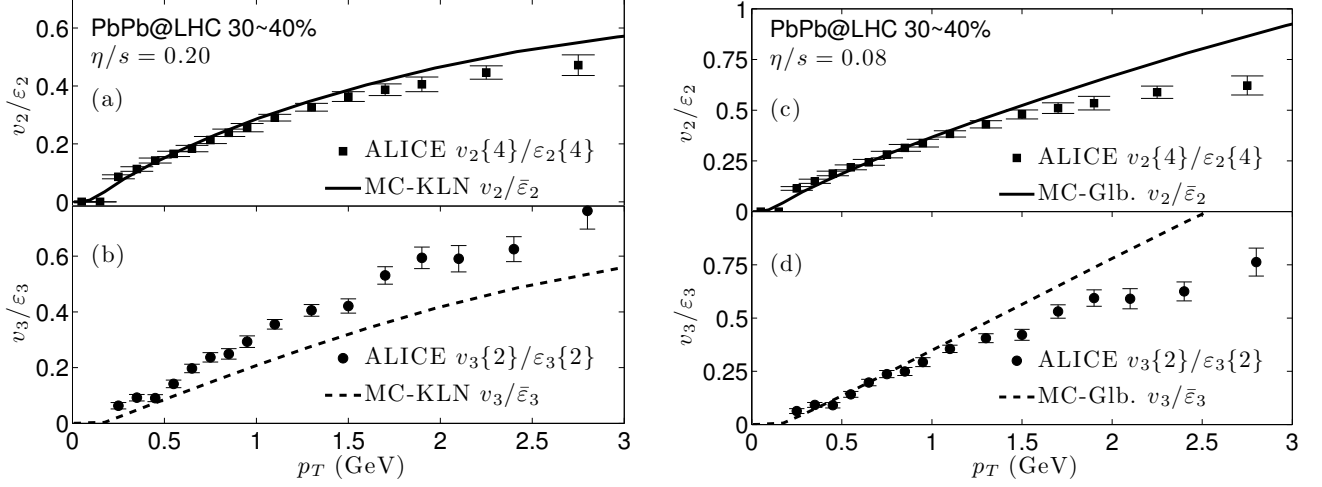 PbPb@LHC 30~40%
η/s = 0.20
(a)
ALICE v₂{4}/ε₂{4}
MC-KLN v₂/ε̄₂
v₂/ε₂
0
0.2
0.4
0.6
(b)
ALICE v₃{2}/ε₃{2}
MC-KLN v₃/ε̄₃
v₃/ε₃
0
0.2
0.4
0.6
0 0.5 1 1.5 2 2.5 3
p_T (GeV)
PbPb@LHC 30~40%
η/s = 0.08
(c)
ALICE v₂{4}/ε₂{4}
MC-Glb. v₂/ε̄₂
v₂/ε₂
0
0.25
0.5
0.75
1
(d)
ALICE v₃{2}/ε₃{2}
MC-Glb. v₃/ε̄₃
v₃/ε₃
0
0.25
0.5
0.75
0.5 1 1.5 2 2.5 3
p_T (GeV)